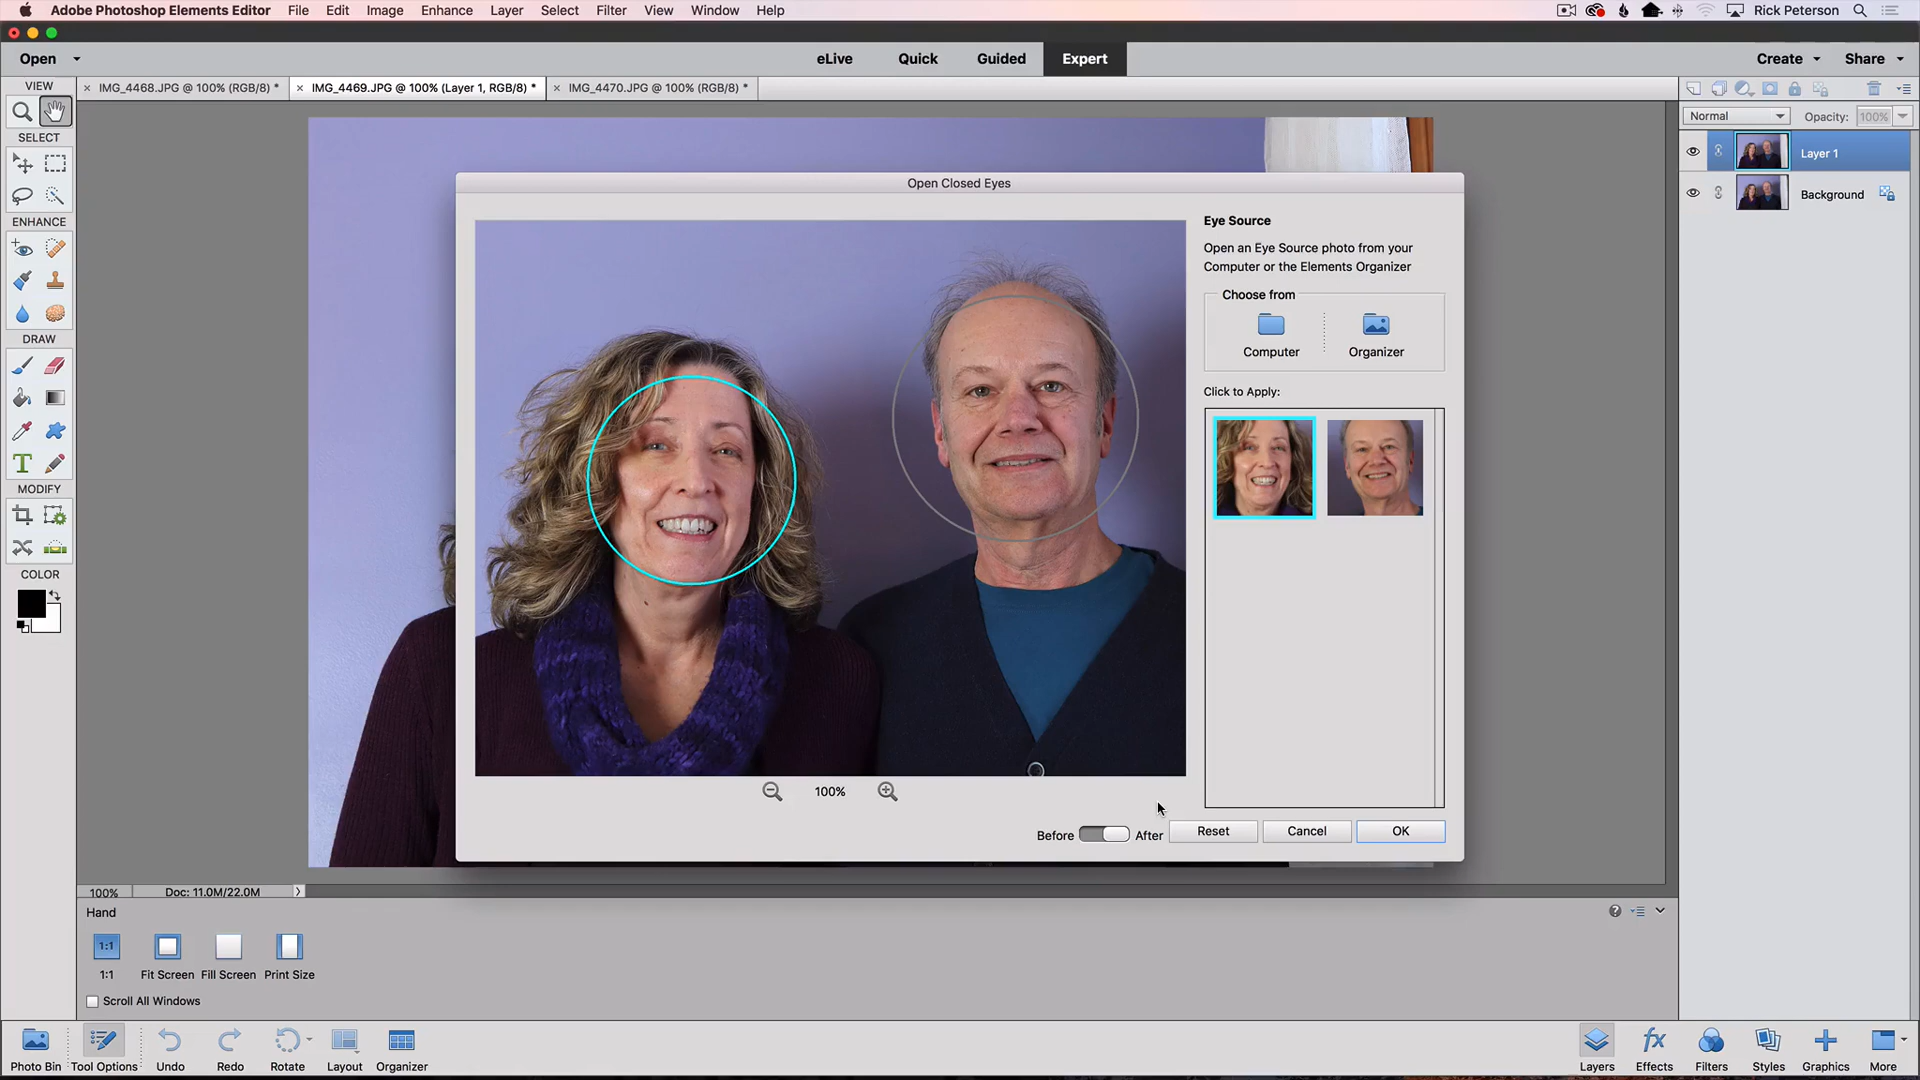 Adobe Photoshop Elements Editor File Edit Image Enhance Layer Select Filter View Window Help Rick Peterson
Open eLive Quick Guided Expert Create Share
VIEW
× IMG_4468.JPG @ 100% (RGB/8) * × IMG_4469.JPG @ 100% (Layer 1, RGB/8) * × IMG_4470.JPG @ 100% (RGB/8) *
Normal Opacity: 100%
SELECT
Layer 1
Background
ENHANCE
DRAW
T
MODIFY
COLOR
Open Closed Eyes
Eye Source
Open an Eye Source photo from your
Computer or the Elements Organizer
Choose from
Computer Organizer
Click to Apply:
100%
Before After Reset Cancel OK
100% Doc: 11.0M/22.0M
Hand
1:1
1:1 Fit Screen Fill Screen Print Size
Scroll All Windows
fx
Photo Bin Tool Options Undo Redo Rotate Layout Organizer Layers Effects Filters Styles Graphics More